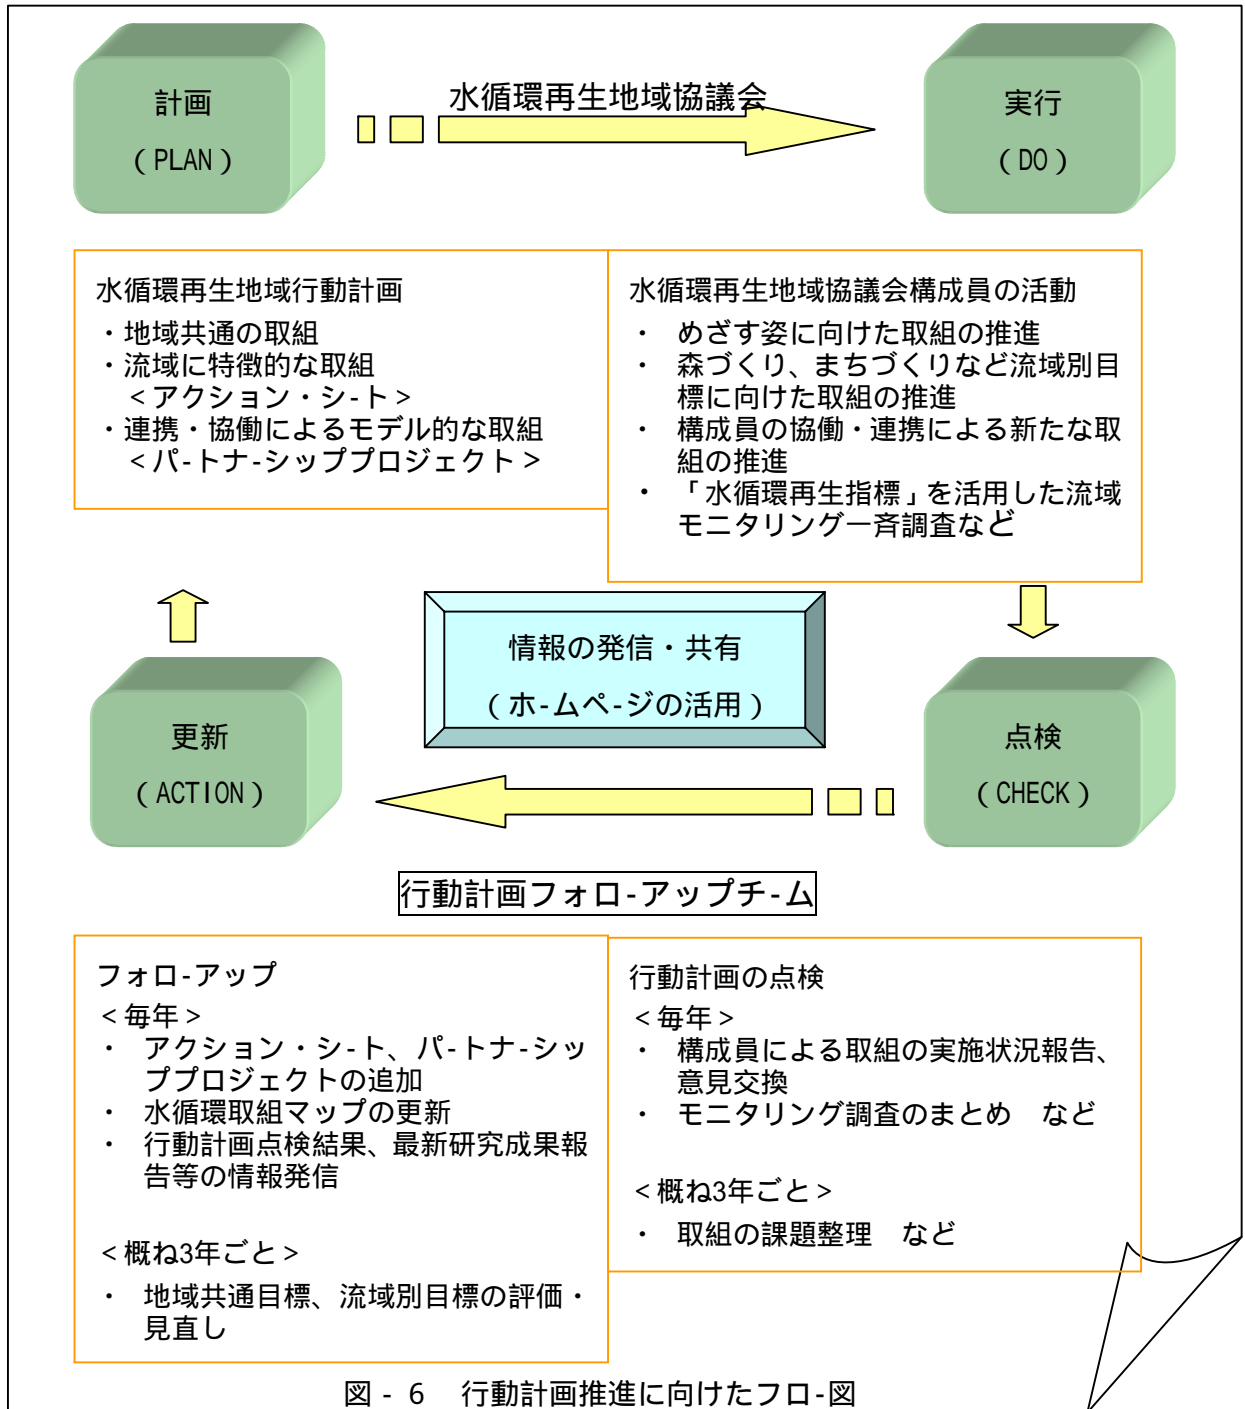 計画
(PLAN)
水循環再生地域協議会
実行
(DO)
水循環再生地域行動計画
・地域共通の取組
・流域に特徴的な取組
<アクション・シ-ト>
・連携・協働によるモデル的な取組
<パ-トナ-シッププロジェクト>
水循環再生地域協議会構成員の活動
・ めざす姿に向けた取組の推進
・ 森づくり、まちづくりなど流域別目
標に向けた取組の推進
・ 構成員の協働・連携による新たな取
組の推進
・ 「水循環再生指標」を活用した流域
モニタリング一斉調査など
情報の発信・共有
(ホ-ムペ-ジの活用)
更新
(ACTION)
点検
(CHECK)
行動計画フォロ-アップチ-ム
フォロ-アップ
<毎年>
・ アクション・シ-ト、パ-トナ-シッ
ププロジェクトの追加
・ 水循環取組マップの更新
・ 行動計画点検結果、最新研究成果報
告等の情報発信
<概ね3年ごと>
・ 地域共通目標、流域別目標の評価・
見直し
行動計画の点検
<毎年>
・ 構成員による取組の実施状況報告、
意見交換
・ モニタリング調査のまとめ など
<概ね3年ごと>
・ 取組の課題整理 など
図-6 行動計画推進に向けたフロ-図